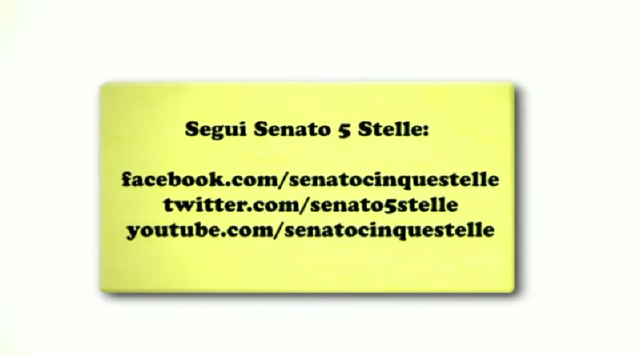 Segui Senato 5 Stelle:
facebook.com/senatocinquestelle
twitter.com/senato5stelle
youtube.com/senatocinquestelle